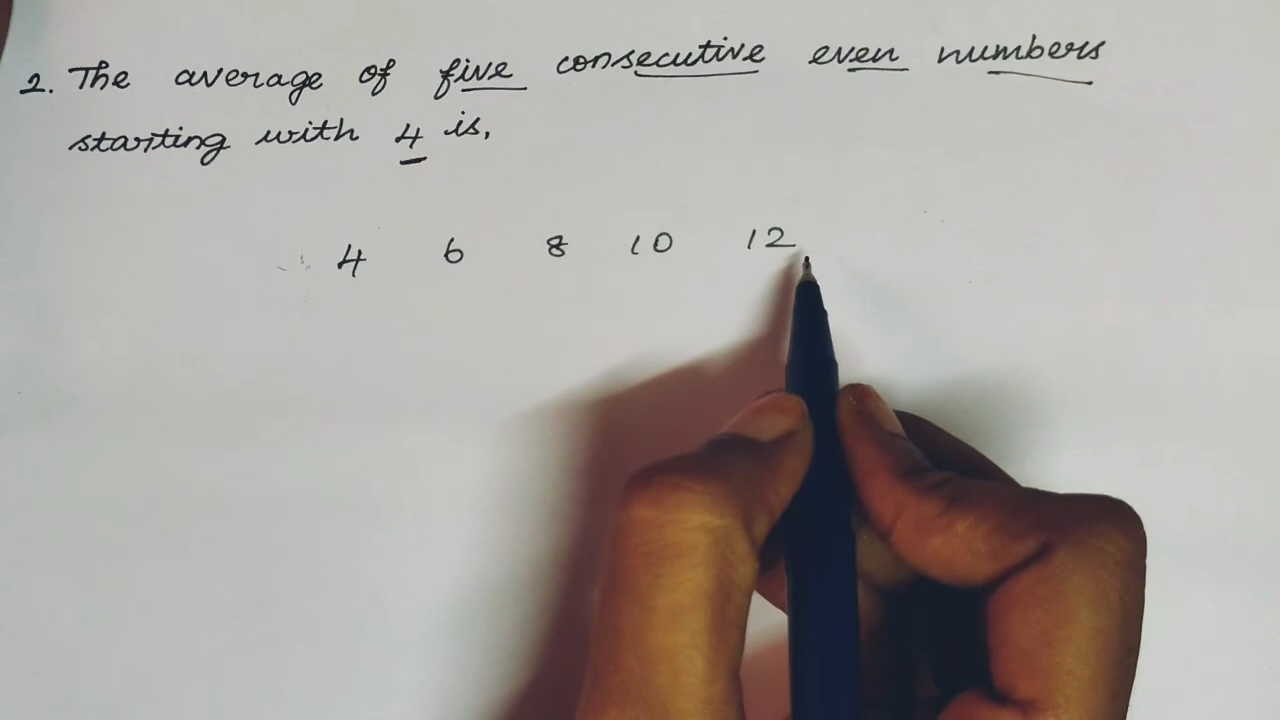 2. The average of five consecutive even numbers
starting with 4 is,
4 6 8 10 12